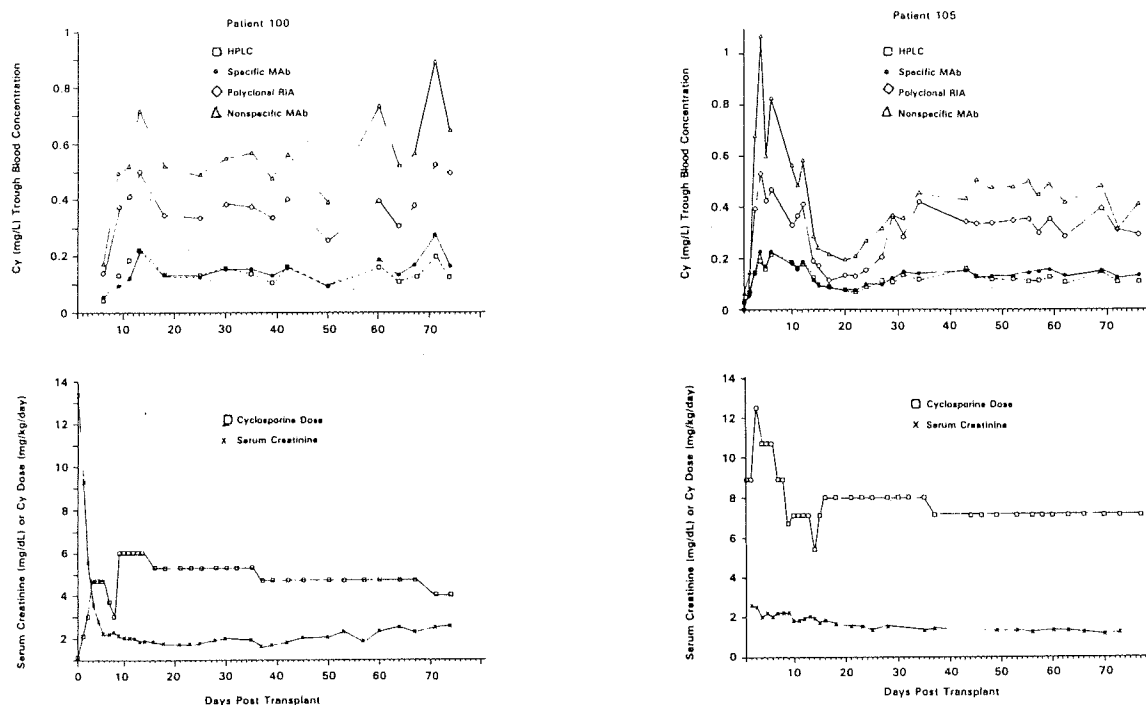 Patient 100
HPLC
Specific MAb
Polyclonal RIA
Nonspecific MAb
Cy (mg/L) Trough Blood Concentration
1
0.8
0.6
0.4
0.2
0
10 20 30 40 50 60 70
Patient 105
HPLC
Specific MAb
Polyclonal RIA
Nonspecific MAb
Cy (mg/L) Trough Blood Concentration
1
0.8
0.6
0.4
0.2
0
10 20 30 40 50 60 70
Cyclosporine Dose
Serum Creatinine
Serum Creatinine (mg/dL) or Cy Dose (mg/kg/day)
14
12
10
8
6
4
2
0 10 20 30 40 50 60 70
Days Post Transplant
Cyclosporine Dose
Serum Creatinine
Serum Creatinine (mg/dL) or Cy Dose (mg/kg/day)
14
12
10
8
6
4
2
0
10 20 30 40 50 60 70
Days Post Transplant